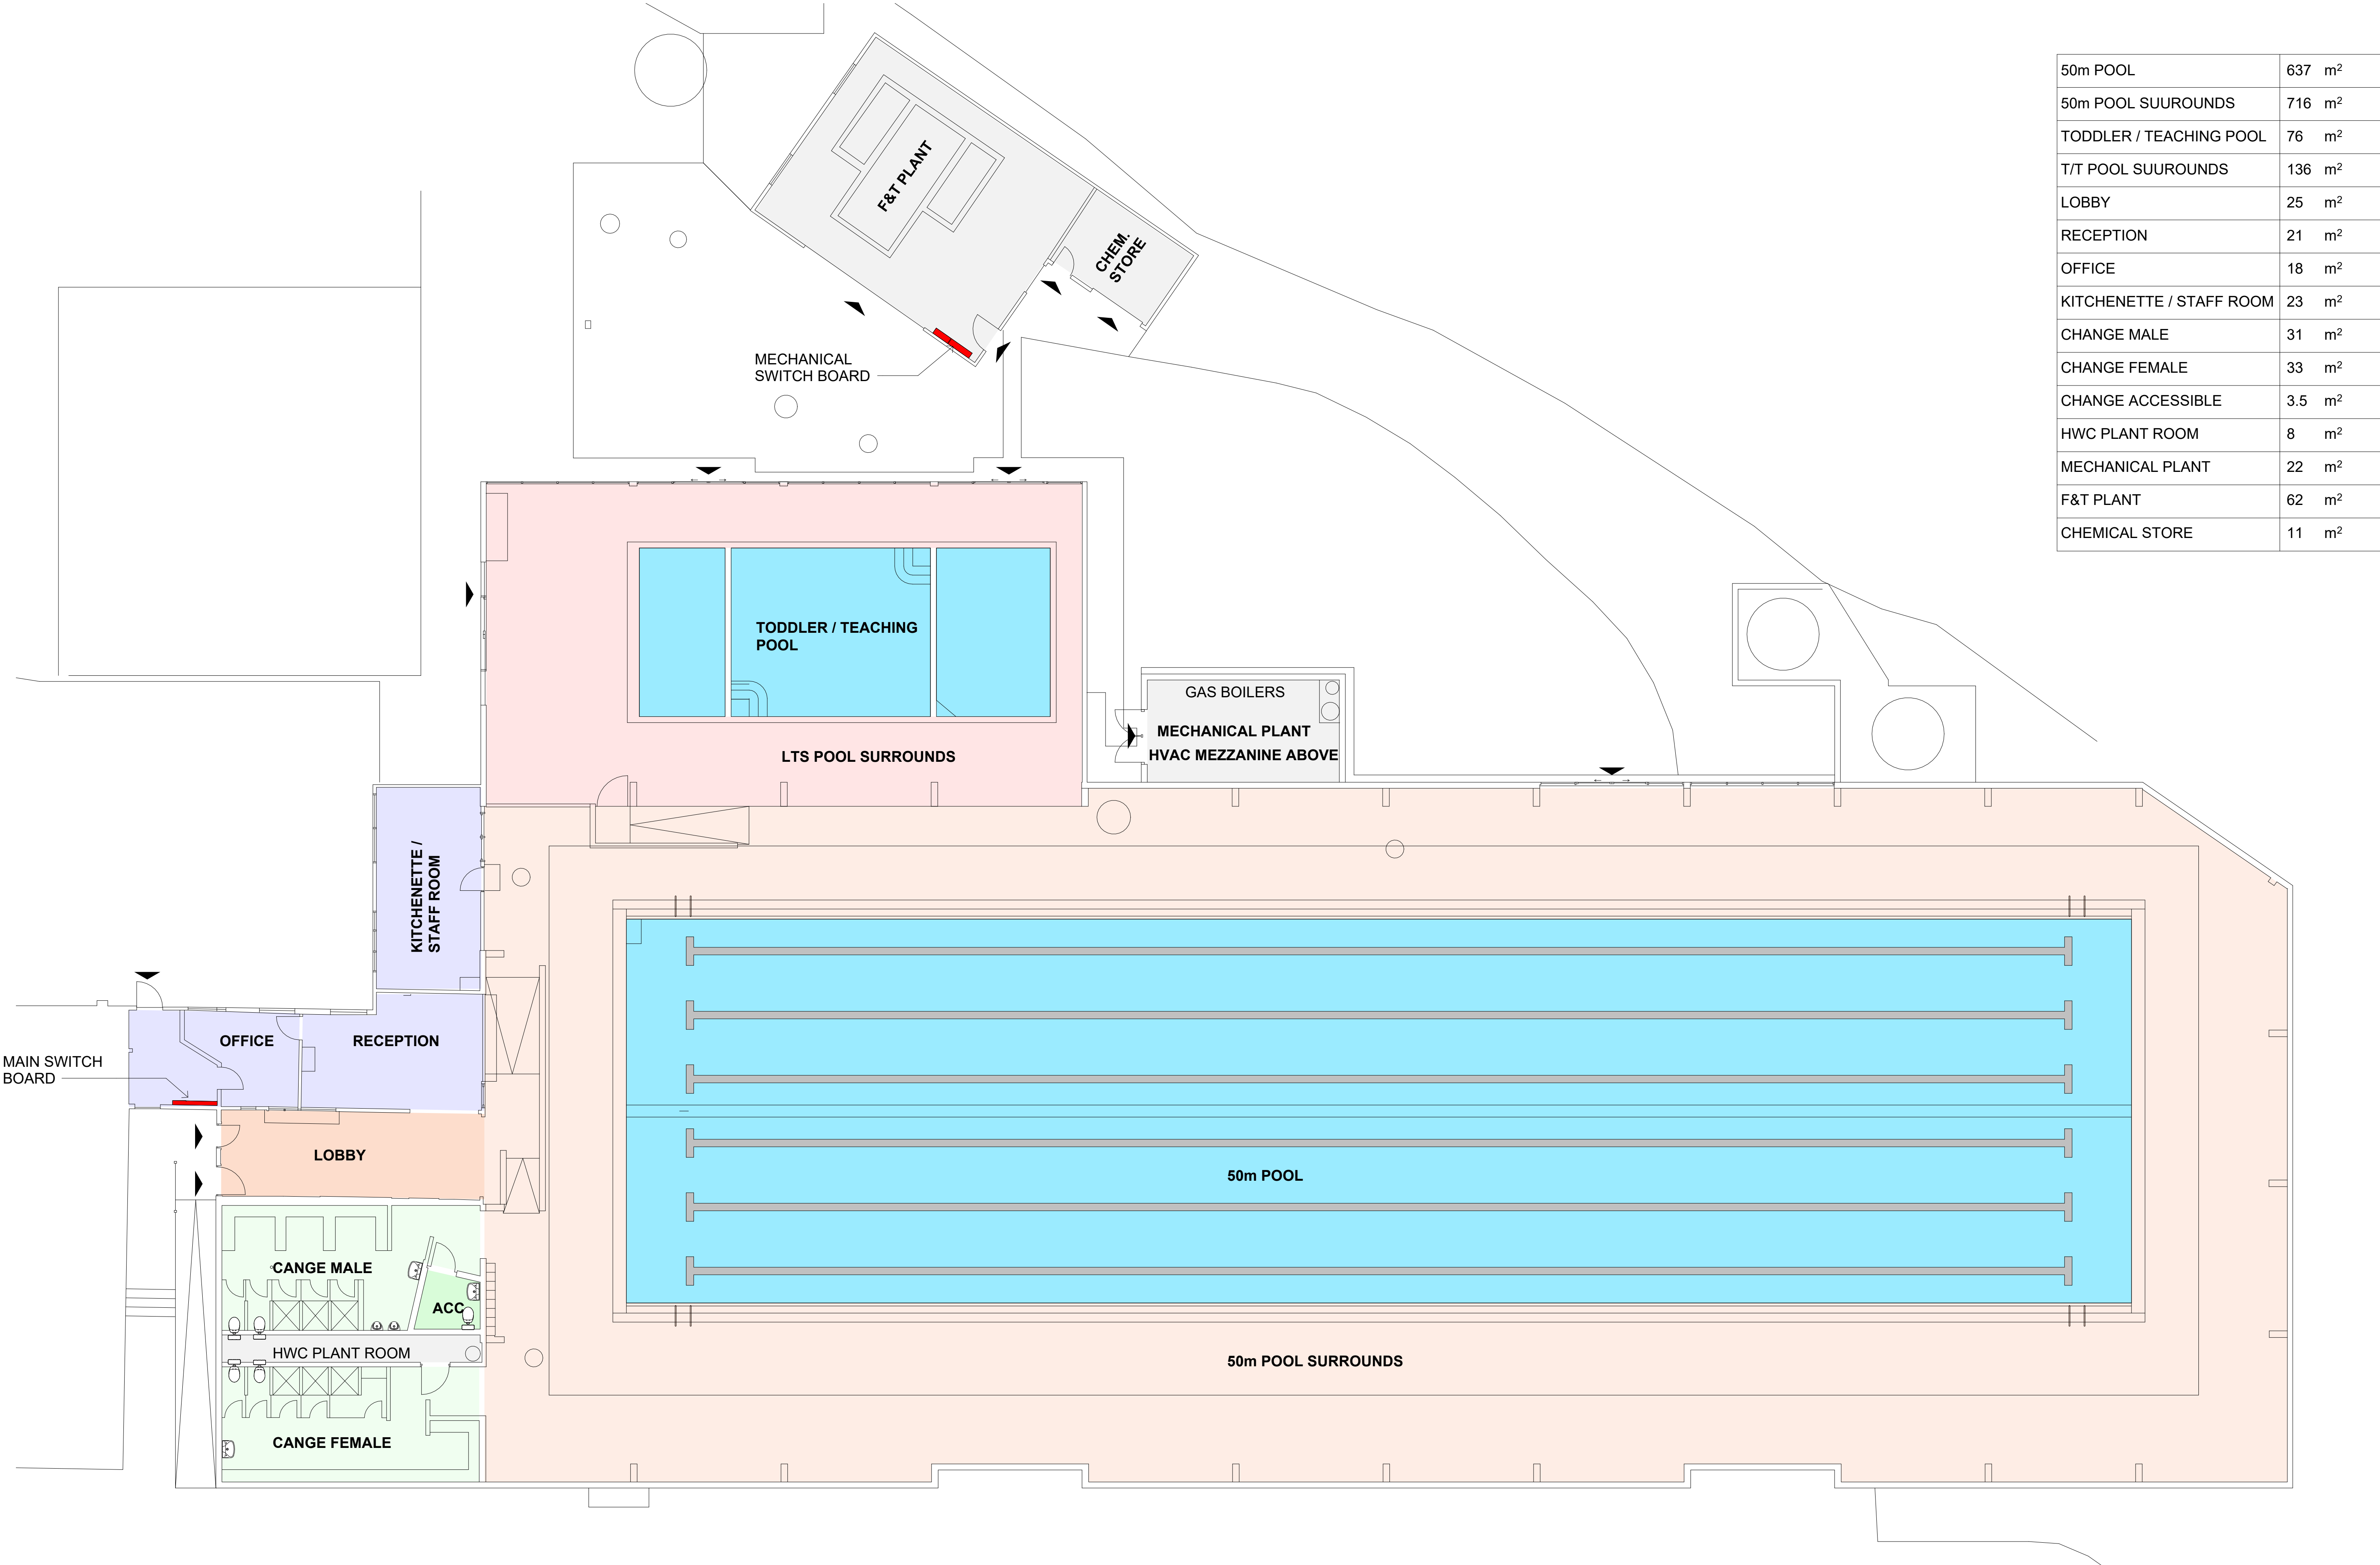 50m POOL 637 m²
50m POOL SUUROUNDS 716 m²
TODDLER / TEACHING POOL 76 m²
T/T POOL SUUROUNDS 136 m²
LOBBY 25 m²
RECEPTION 21 m²
OFFICE 18 m²
KITCHENETTE / STAFF ROOM 23 m²
CHANGE MALE 31 m²
CHANGE FEMALE 33 m²
CHANGE ACCESSIBLE 3.5 m²
HWC PLANT ROOM 8 m²
MECHANICAL PLANT 22 m²
F&T PLANT 62 m²
CHEMICAL STORE 11 m²
F&T PLANT
CHEM.
STORE
MECHANICAL
SWITCH BOARD
TODDLER / TEACHING
POOL
LTS POOL SURROUNDS
GAS BOILERS
MECHANICAL PLANT
HVAC MEZZANINE ABOVE
KITCHENETTE /
STAFF ROOM
OFFICE
RECEPTION
MAIN SWITCH
BOARD
LOBBY
50m POOL
CANGE MALE
ACC
HWC PLANT ROOM
50m POOL SURROUNDS
CANGE FEMALE